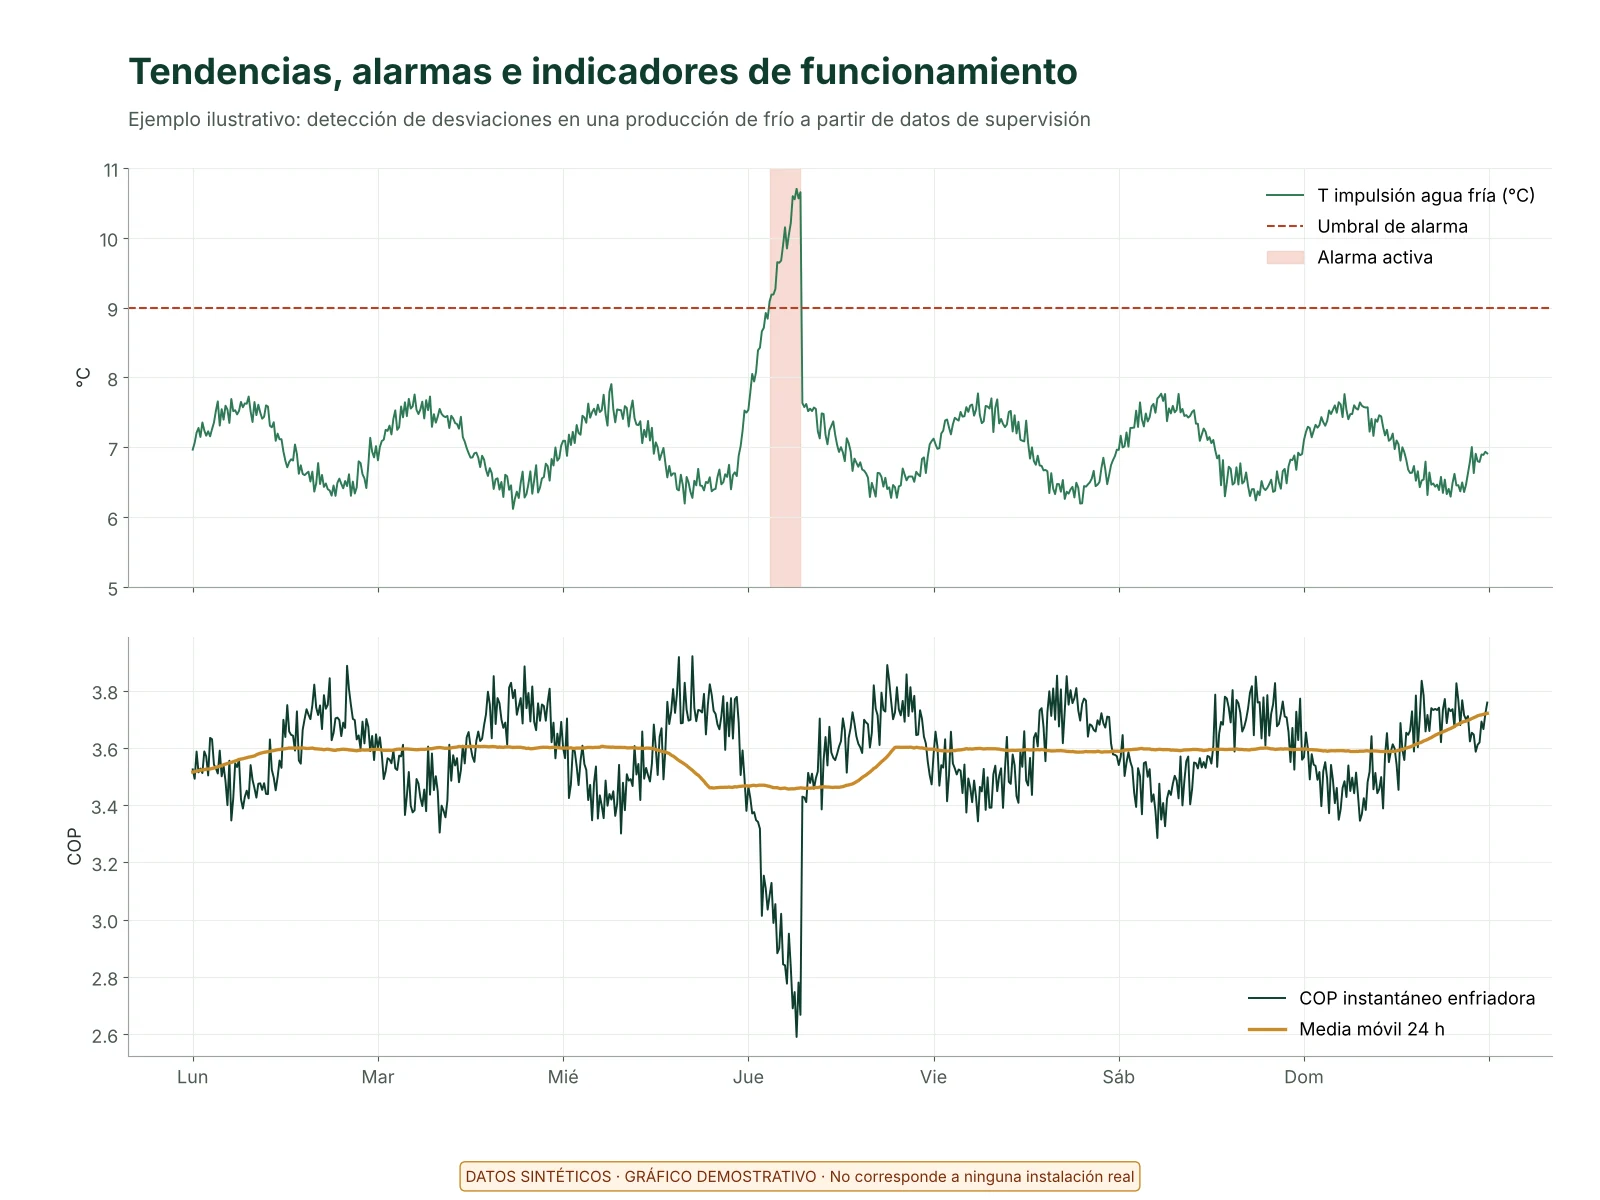 Tendencias, alarmas e indicadores de funcionamiento
Ejemplo ilustrativo: detección de desviaciones en una producción de frío a partir de datos de supervisión
11
10
9
8
7
6
5
°C
T impulsión agua fría (°C)
Umbral de alarma
Alarma activa
3.8
3.6
3.4
3.2
3.0
2.8
2.6
COP
COP instantáneo enfriadora
Media móvil 24 h
Lun Mar Mié Jue Vie Sáb Dom
DATOS SINTÉTICOS · GRÁFICO DEMOSTRATIVO · No corresponde a ninguna instalación real